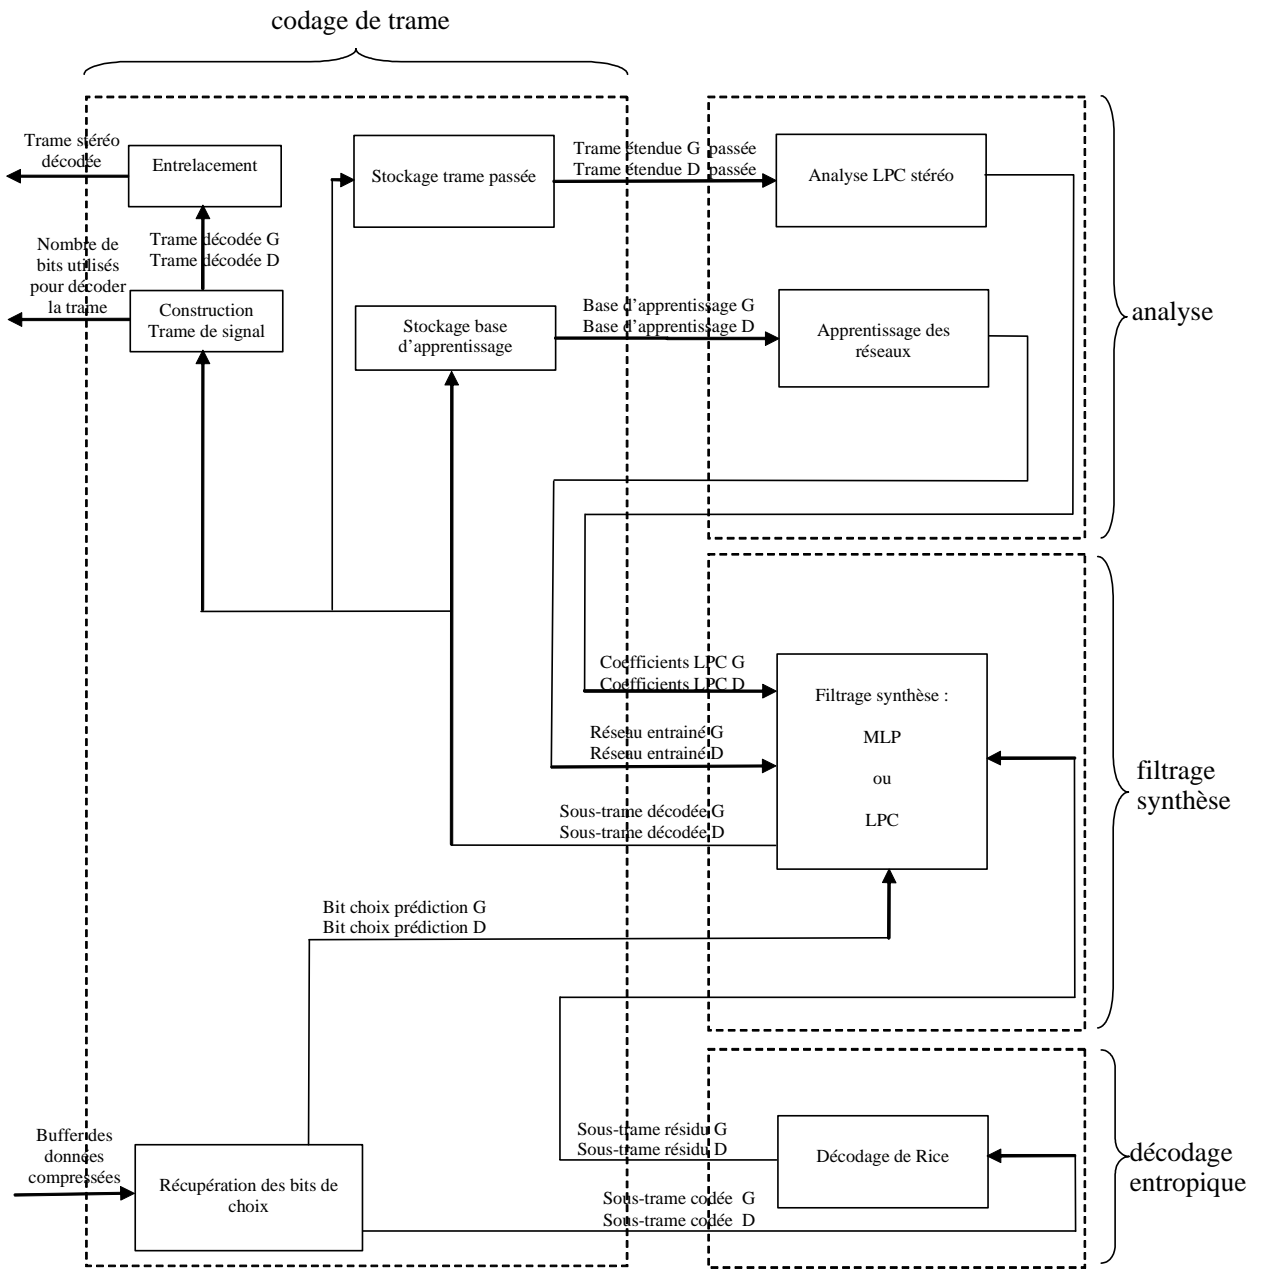 codage de trame
Trame stéréo
décodée
Entrelacement
Stockage trame passée
Trame étendue G passée
Trame étendue D passée
Analyse LPC stéréo
Nombre de
bits utilisés
pour décoder
la trame
Trame décodée G
Trame décodée D
Construction
Trame de signal
Stockage base
d'apprentissage
Base d'apprentissage G
Base d'apprentissage D
Apprentissage des
réseaux
analyse
Coefficients LPC G
Coefficients LPC D
Réseau entrainé G
Réseau entrainé D
Sous-trame décodée G
Sous-trame décodée D
Filtrage synthèse :
MLP
ou
LPC
filtrage
synthèse
Bit choix prédiction G
Bit choix prédiction D
Buffer des
données
compressées
Récupération des bits de
choix
Sous-trame résidu G
Sous-trame résidu D
Sous-trame codée G
Sous-trame codée D
Décodage de Rice
décodage
entropique